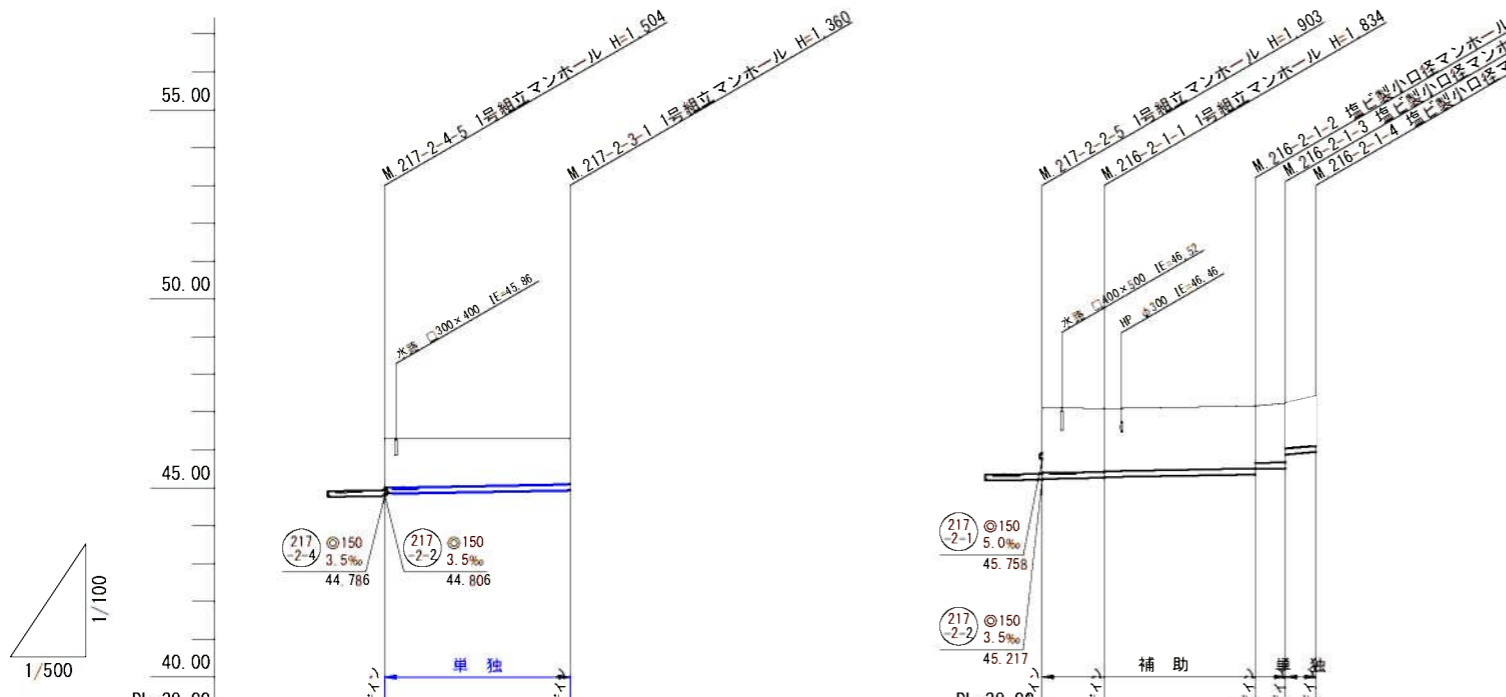 M.217-2-4-5 1号組立マンホール H=1,504
M.217-2-3-1 1号組立マンホール H=1,360
M.217-2-2-5 1号組立マンホール H=1,903
M.216-2-1-1 1号組立マンホール H=1,834
M.216-2-1-2 塩ビ製小口径マンホール
M.216-2-1-3 塩ビ製小口径マンホ
M.216-2-1-4 塩ビ製小口径マ
55.00
50.00
水路 □300×400 IE=45.86
水路 □400×500 IE=46.52
HP φ300 IE=46.46
45.00
217
-2-4
◎150
3.5‰
44.786
217
-2-2
◎150
3.5‰
44.806
217
-2-1
◎150
5.0‰
45.758
217
-2-2
◎150
3.5‰
45.217
1/100
1/500
40.00
単独
補助
単独